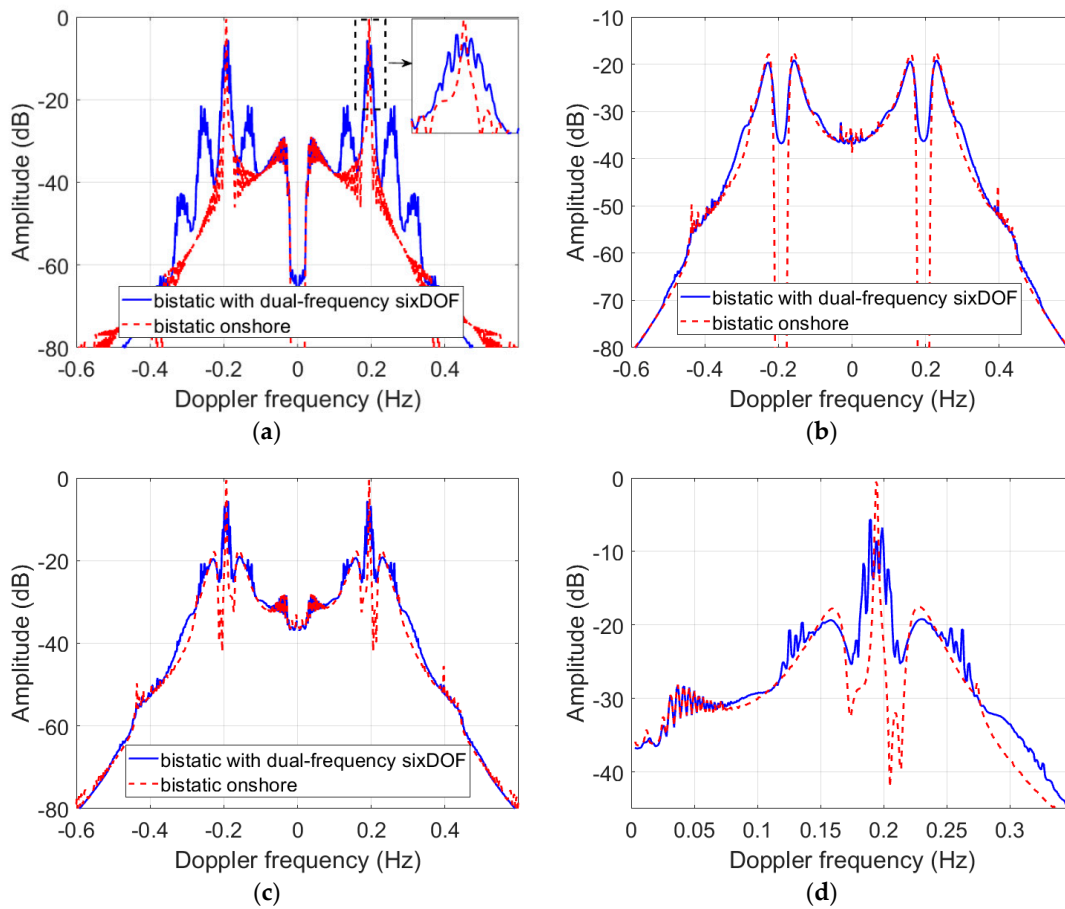 0
-20
-40
-60
-80
Amplitude (dB)
bistatic with dual-frequency sixDOF
bistatic onshore
-0.6 -0.4 -0.2 0 0.2 0.4
Doppler frequency (Hz)
(a)
-10
-20
-30
-40
-50
-60
-70
-80
Amplitude (dB)
bistatic with dual-frequency sixDOF
bistatic onshore
-0.6 -0.4 -0.2 0 0.2 0.4
Doppler frequency (Hz)
(b)
0
-20
-40
-60
-80
Amplitude (dB)
bistatic with dual-frequency sixDOF
bistatic onshore
-0.6 -0.4 -0.2 0 0.2 0.4
Doppler frequency (Hz)
(c)
0
-10
-20
-30
-40
Amplitude (dB)
0 0.05 0.1 0.15 0.2 0.25 0.3
Doppler frequency (Hz)
(d)